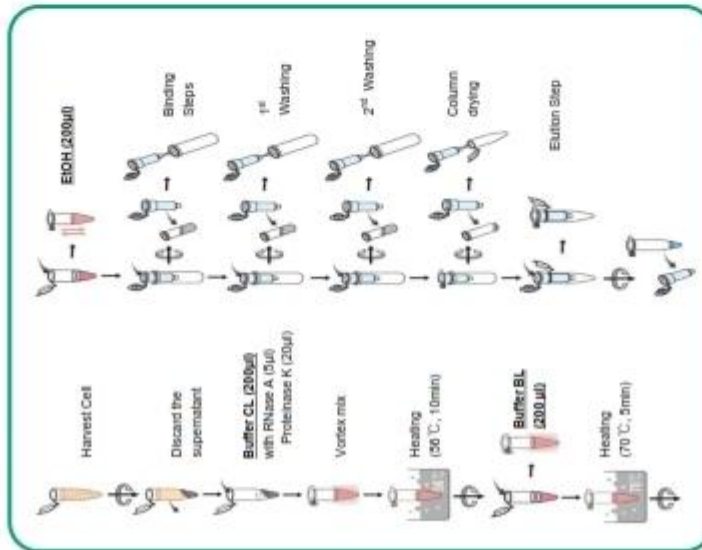 Harvest Cell
Discard the
supernatant
Buffer CL (200μl)
with RNase A (5μl)
Proteinase K (20μl)
Vortex mix
Heating
(56℃, 10min)
Buffer BL
(200 μl)
Heating
(70℃, 5min)
EtOH (200μl)
Binding
Steps
1st
Washing
2nd Washing
Column
drying
Elution Step